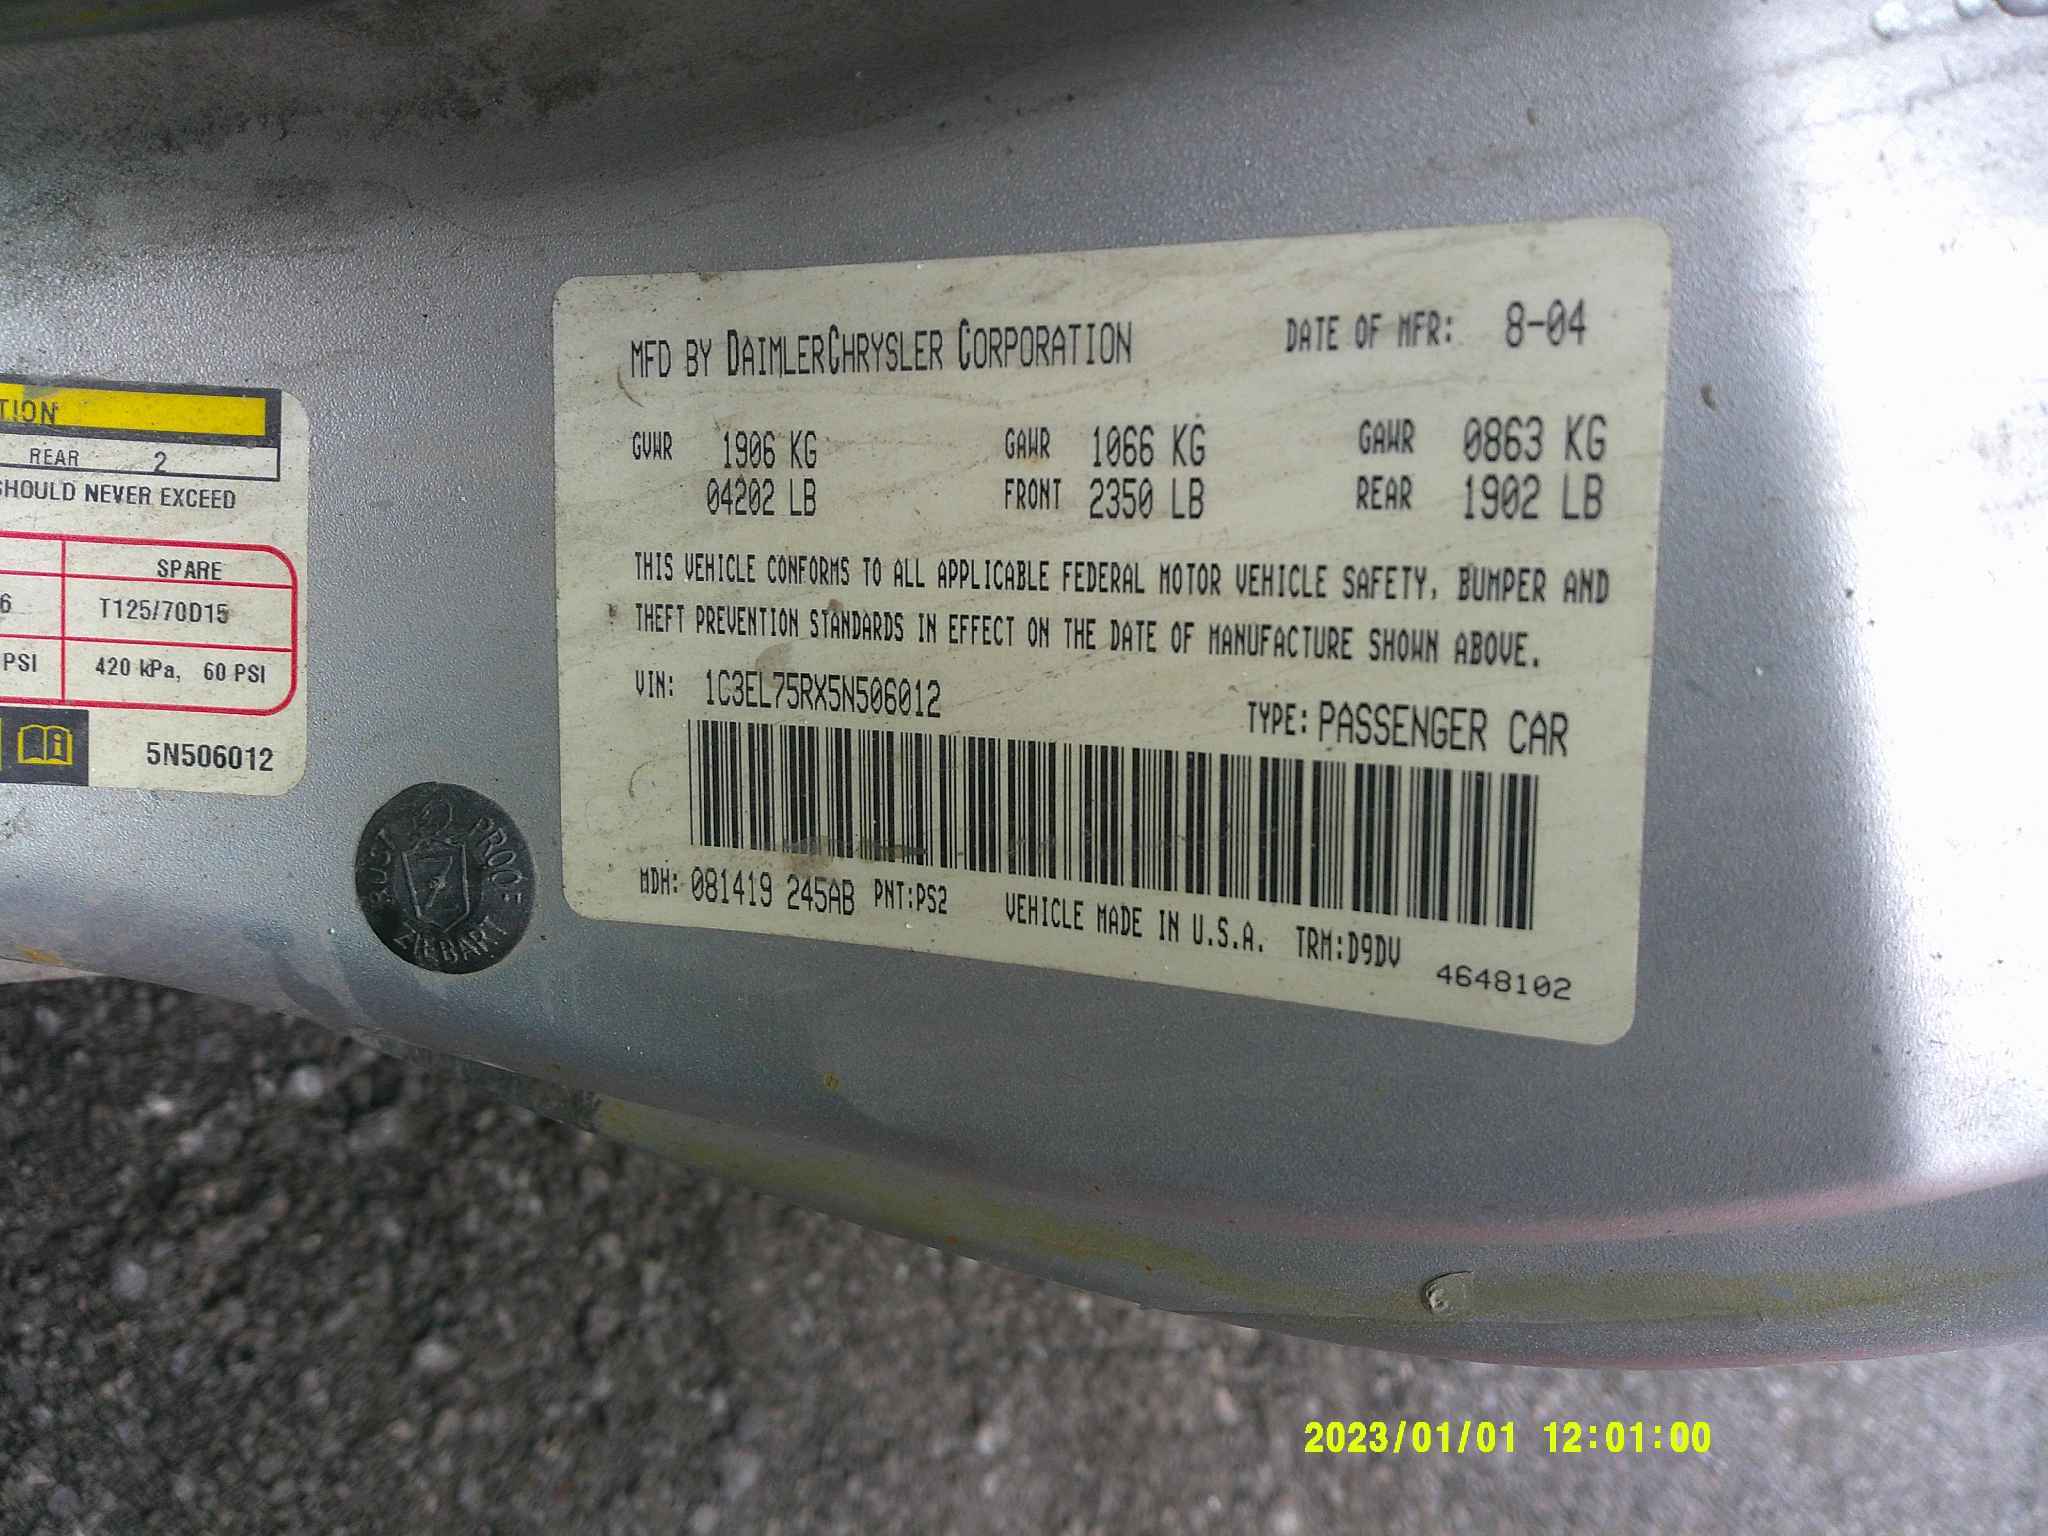 TION
REAR 2
SHOULD NEVER EXCEED
SPARE
6 T125/70D15
PSI 420 kPa, 60 PSI
5N506012
RUST PROOF
ZIEBART
MFD BY DAIMLERCHRYSLER CORPORATION DATE OF MFR: 8-04
GVWR 1906 KG GAWR 1066 KG GAWR 0863 KG
04202 LB FRONT 2350 LB REAR 1902 LB
THIS VEHICLE CONFORMS TO ALL APPLICABLE FEDERAL MOTOR VEHICLE SAFETY, BUMPER AND
THEFT PREVENTION STANDARDS IN EFFECT ON THE DATE OF MANUFACTURE SHOWN ABOVE.
VIN: 1C3EL75RX5N506012 TYPE: PASSENGER CAR
MDH: 081419 245AB PNT:PS2 VEHICLE MADE IN U.S.A. TRM:D9DV 4648102
2023/01/01 12:01:00